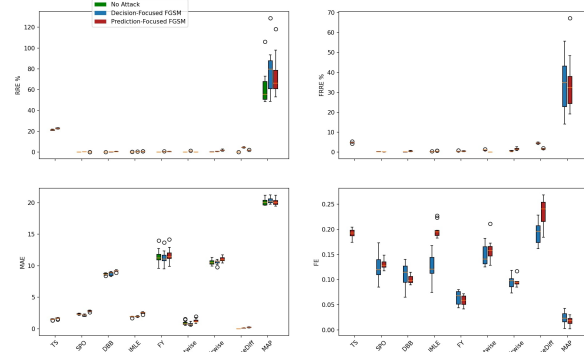 No Attack
Decision-Focused FGSM
Prediction-Focused FGSM
RRE %
120
100
80
60
40
20
0
FRRE %
70
60
50
40
30
20
10
0
MAE
20
15
10
5
0
TS
SPO
DBB
IMLE
FY
MAP
FE
0.25
0.20
0.15
0.10
0.05
0.00
TS
SPO
DBB
IMLE
FY
MAP